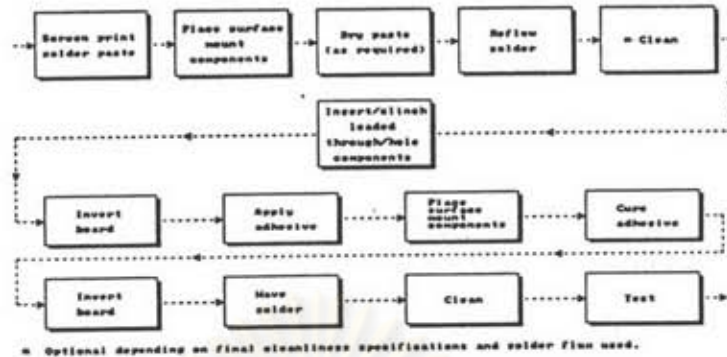 Screen print
solder paste
Place surface
mount
components
Dry paste
(as required)
Reflow
solder
* Clean
Insert/clinch
leaded
through/hole
components
Invert
board
Apply
adhesive
Place
surface
mount
components
Cure
adhesive
Invert
board
Wave
solder
Clean
Test
* Optional depending on final cleanliness specifications and solder flux used.